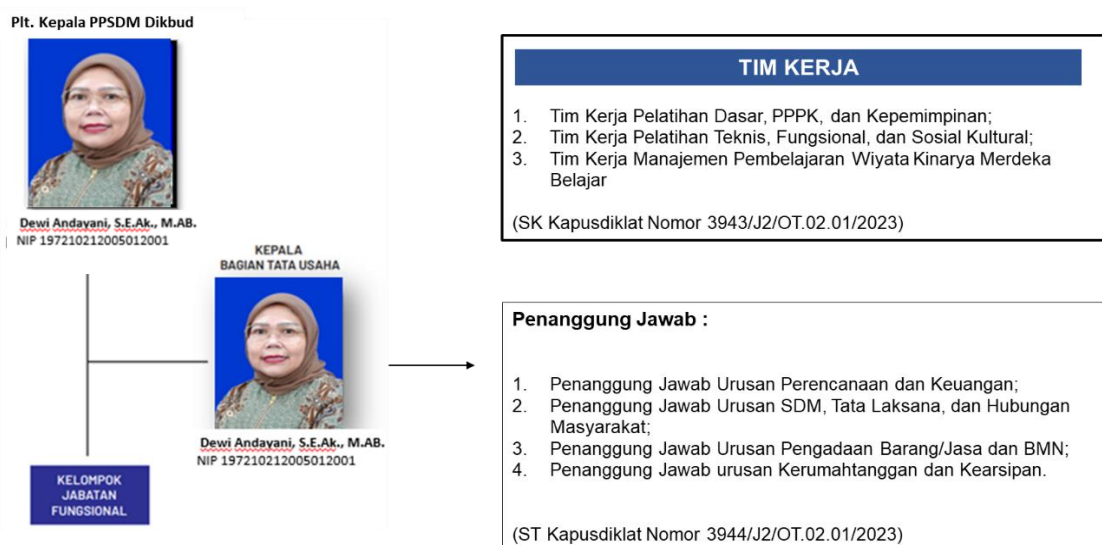 Plt. Kepala PPSDM Dikbud
Dewi Andayani, S.E.Ak., M.AB.
NIP 197210212005012001
KEPALA
BAGIAN TATA USAHA
Dewi Andayani, S.E.Ak., M.AB.
NIP 197210212005012001
KELOMPOK
JABATAN
FUNGSIONAL
TIM KERJA
1. Tim Kerja Pelatihan Dasar, PPPK, dan Kepemimpinan;
2. Tim Kerja Pelatihan Teknis, Fungsional, dan Sosial Kultural;
3. Tim Kerja Manajemen Pembelajaran Wiyata Kinarya Merdeka
Belajar
(SK Kapusdiklat Nomor 3943/J2/OT.02.01/2023)
Penanggung Jawab :
1. Penanggung Jawab Urusan Perencanaan dan Keuangan;
2. Penanggung Jawab Urusan SDM, Tata Laksana, dan Hubungan
Masyarakat;
3. Penanggung Jawab Urusan Pengadaan Barang/Jasa dan BMN;
4. Penanggung Jawab urusan Kerumahtanggan dan Kearsipan.
(ST Kapusdiklat Nomor 3944/J2/OT.02.01/2023)